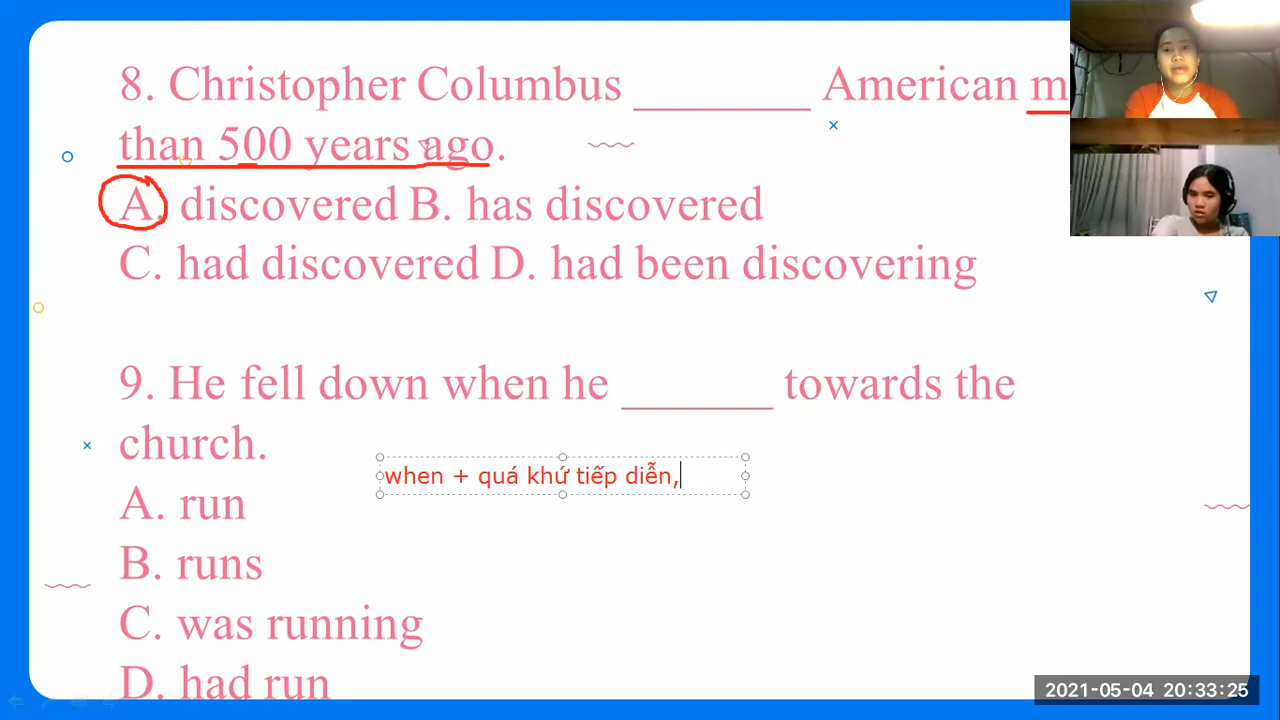 8. Christopher Columbus ________ American m
than 500 years ago.
A. discovered B. has discovered
C. had discovered D. had been discovering
9. He fell down when he _______ towards the
church.
when + quá khứ tiếp diễn,
A. run
B. runs
C. was running
D. had run
2021-05-04 20:33:25